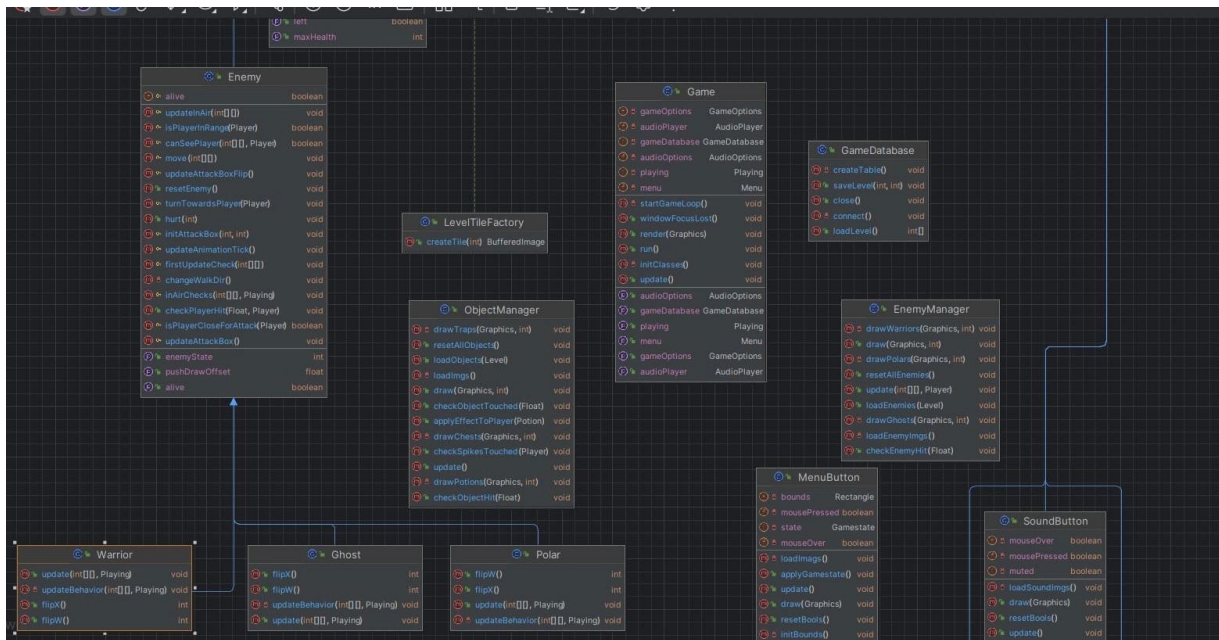 left boolean
maxHealth int
Enemy
alive boolean
updateInAir(int[][]) void
isPlayerInRange(Player) boolean
canSeePlayer(int[][], Player) boolean
move(int[][]) void
updateAttackBoxFlip() void
resetEnemy() void
turnTowardsPlayer(Player) void
hurt(int) void
initAttackBox(int, int) void
updateAnimationTick() void
firstUpdateCheck(int[][]) void
changeWalkDir() void
inAirChecks(int[][], Playing) void
checkPlayerHit(Float, Player) void
isPlayerCloseForAttack(Player) boolean
updateAttackBox() void
enemyState int
pushDrawOffset float
alive boolean
LevelTileFactory
createTile(int) BufferedImage
ObjectManager
drawTraps(Graphics, int) void
resetAllObjects() void
loadObjects(Level) void
loadImgs() void
draw(Graphics, int) void
checkObjectTouched(Float) void
applyEffectToPlayer(Potion) void
drawChests(Graphics, int) void
checkSpikesTouched(Player) void
update() void
drawPotions(Graphics, int) void
checkObjectHit(Float) void
Game
gameOptions GameOptions
audioPlayer AudioPlayer
gameDatabase GameDatabase
audioOptions AudioOptions
playing Playing
menu Menu
startGameLoop() void
windowFocusLost() void
render(Graphics) void
run() void
initClasses() void
update() void
audioOptions AudioOptions
gameDatabase GameDatabase
playing Playing
menu Menu
gameOptions GameOptions
audioPlayer AudioPlayer
GameDatabase
createTable() void
saveLevel(int, int) void
close() void
connect() void
loadLevel() int[]
EnemyManager
drawWarriors(Graphics, int) void
draw(Graphics, int) void
drawPolars(Graphics, int) void
resetAllEnemies() void
update(int[][], Player) void
loadEnemies(Level) void
drawGhosts(Graphics, int) void
loadEnemyImgs() void
checkEnemyHit(Float) void
MenuButton
bounds Rectangle
mousePressed boolean
state Gamestate
mouseOver boolean
loadImags() void
applyGamestate() void
update() void
draw(Graphics) void
resetBools() void
initBounds() void
SoundButton
mouseOver boolean
mousePressed boolean
muted boolean
loadSoundImgs() void
draw(Graphics) void
resetBools() void
update() void
Warrior
update(int[][], Playing) void
updateBehavior(int[][], Playing) void
flipX() int
flipW() int
Ghost
flipX() int
flipW() int
updateBehavior(int[][], Playing) void
update(int[][], Playing) void
Polar
flipW() int
flipX() int
update(int[][], Playing) void
updateBehavior(int[][], Playing) void